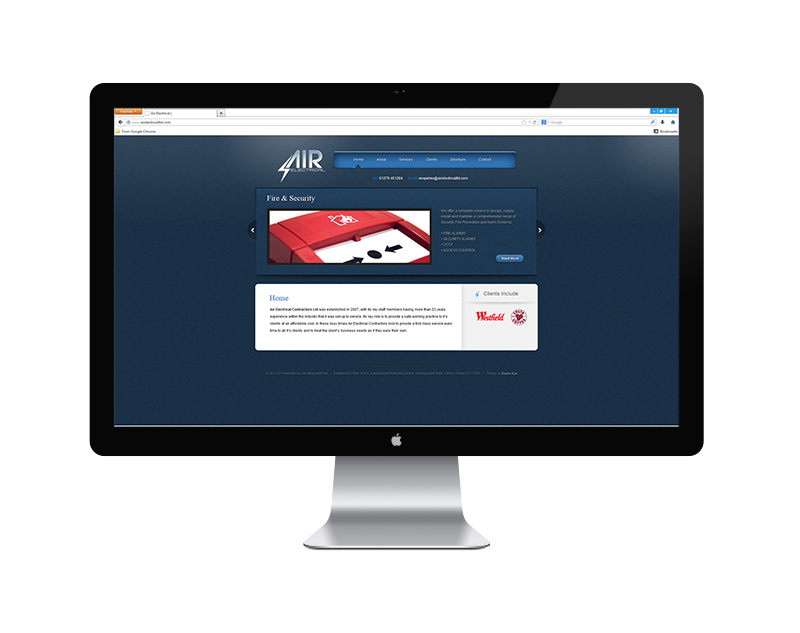 Air Electrical |
www.airelectricalltd.com
Google
From Google Chrome
Bookmarks
AIR
ELECTRICAL
Home About Services Clients Brochure Contact
01279 451284 enquiries@airelectricalltd.com
Fire & Security
We offer a complete service to design, supply,
install and maintain a comprehensive range of
Security, Fire Prevention and Alarm Systems.
• FIRE ALARMS
• SECURITY ALARMS
• CCTV
• ACCESS CONTROL
Read More
Home
Air Electrical Contractors Ltd was established in 2007, with its key staff members having more than 23 years
experience within the industry that it was set up to service. Its key role is to provide a safe working practice to it's
clients at an affordable cost. In these busy times Air Electrical Contractors look to provide a first class service every
time to all it's clients and to treat the client's business needs as if they were their own.
Clients Include
Westfield